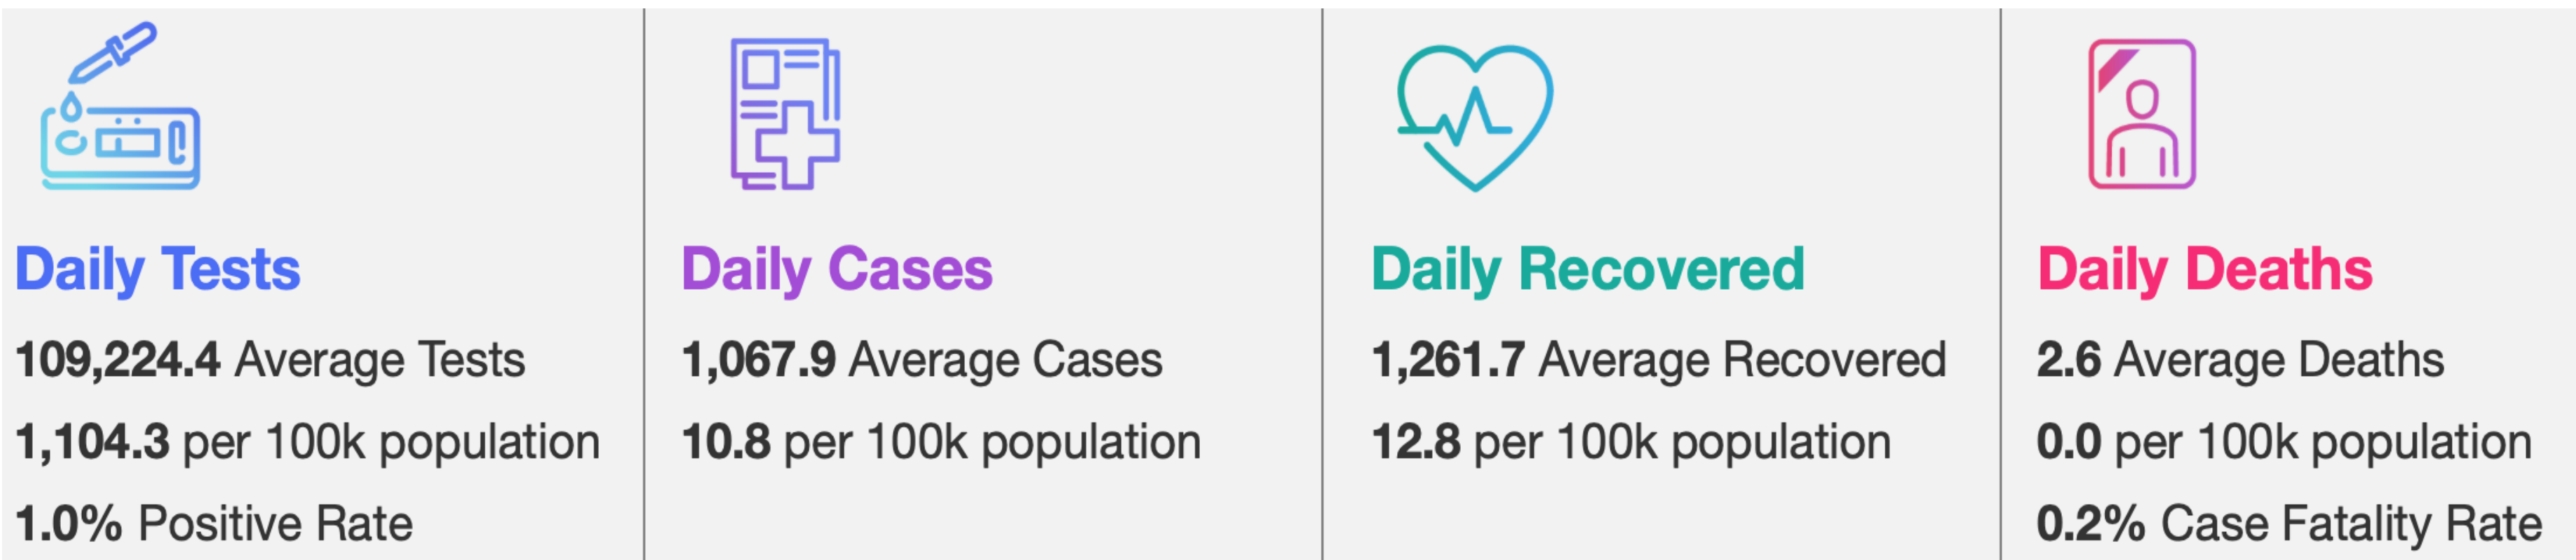 Daily Tests
109,224.4 Average Tests
1,104.3 per 100k population
1.0% Positive Rate
Daily Cases
1,067.9 Average Cases
10.8 per 100k population
Daily Recovered
1,261.7 Average Recovered
12.8 per 100k population
Daily Deaths
2.6 Average Deaths
0.0 per 100k population
0.2% Case Fatality Rate